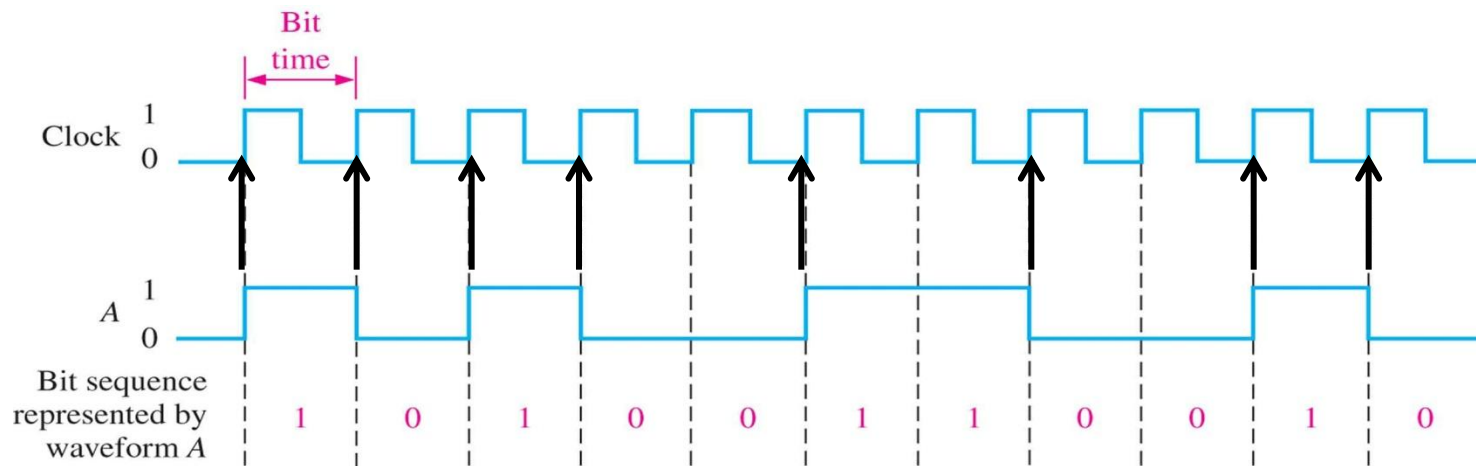 Bit
time
1
Clock
0
1
A
0
Bit sequence
represented by
waveform A
1 0 1 0 0 1 1 0 0 1 0